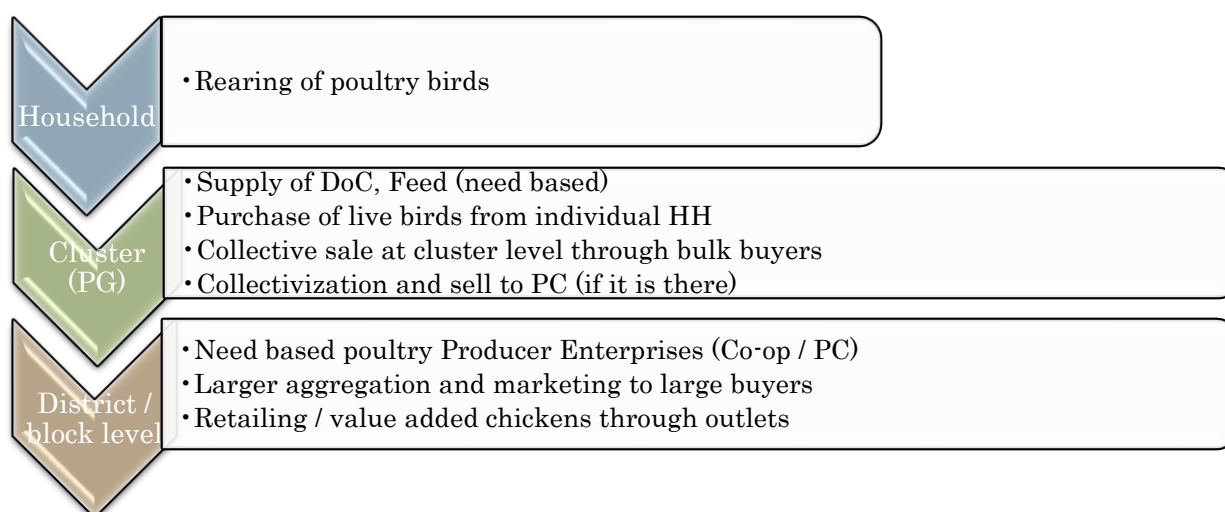 Household
•Rearing of poultry birds
Cluster
(PG)
•Supply of DoC, Feed (need based)
•Purchase of live birds from individual HH
•Collective sale at cluster level through bulk buyers
•Collectivization and sell to PC (if it is there)
District /
block level
•Need based poultry Producer Enterprises (Co-op / PC)
•Larger aggregation and marketing to large buyers
•Retailing / value added chickens through outlets